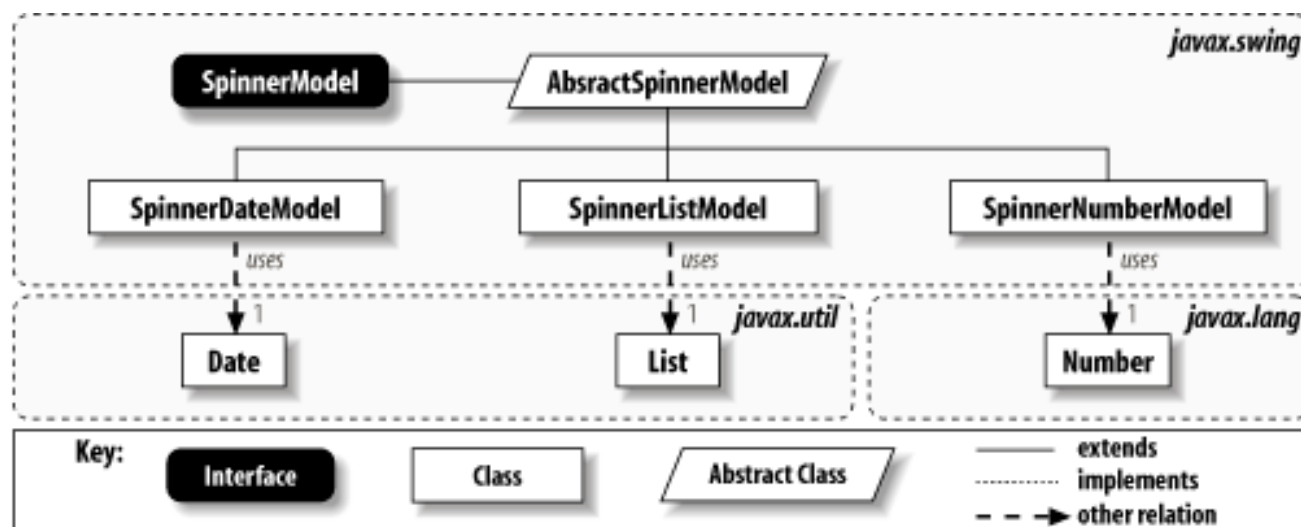 javax.swing
SpinnerModel
AbsractSpinnerModel
SpinnerDateModel
SpinnerListModel
SpinnerNumberModel
uses
uses
uses
1
1
1
javax.util
javax.lang
Date
List
Number
Key:
Interface
Class
Abstract Class
extends
implements
other relation